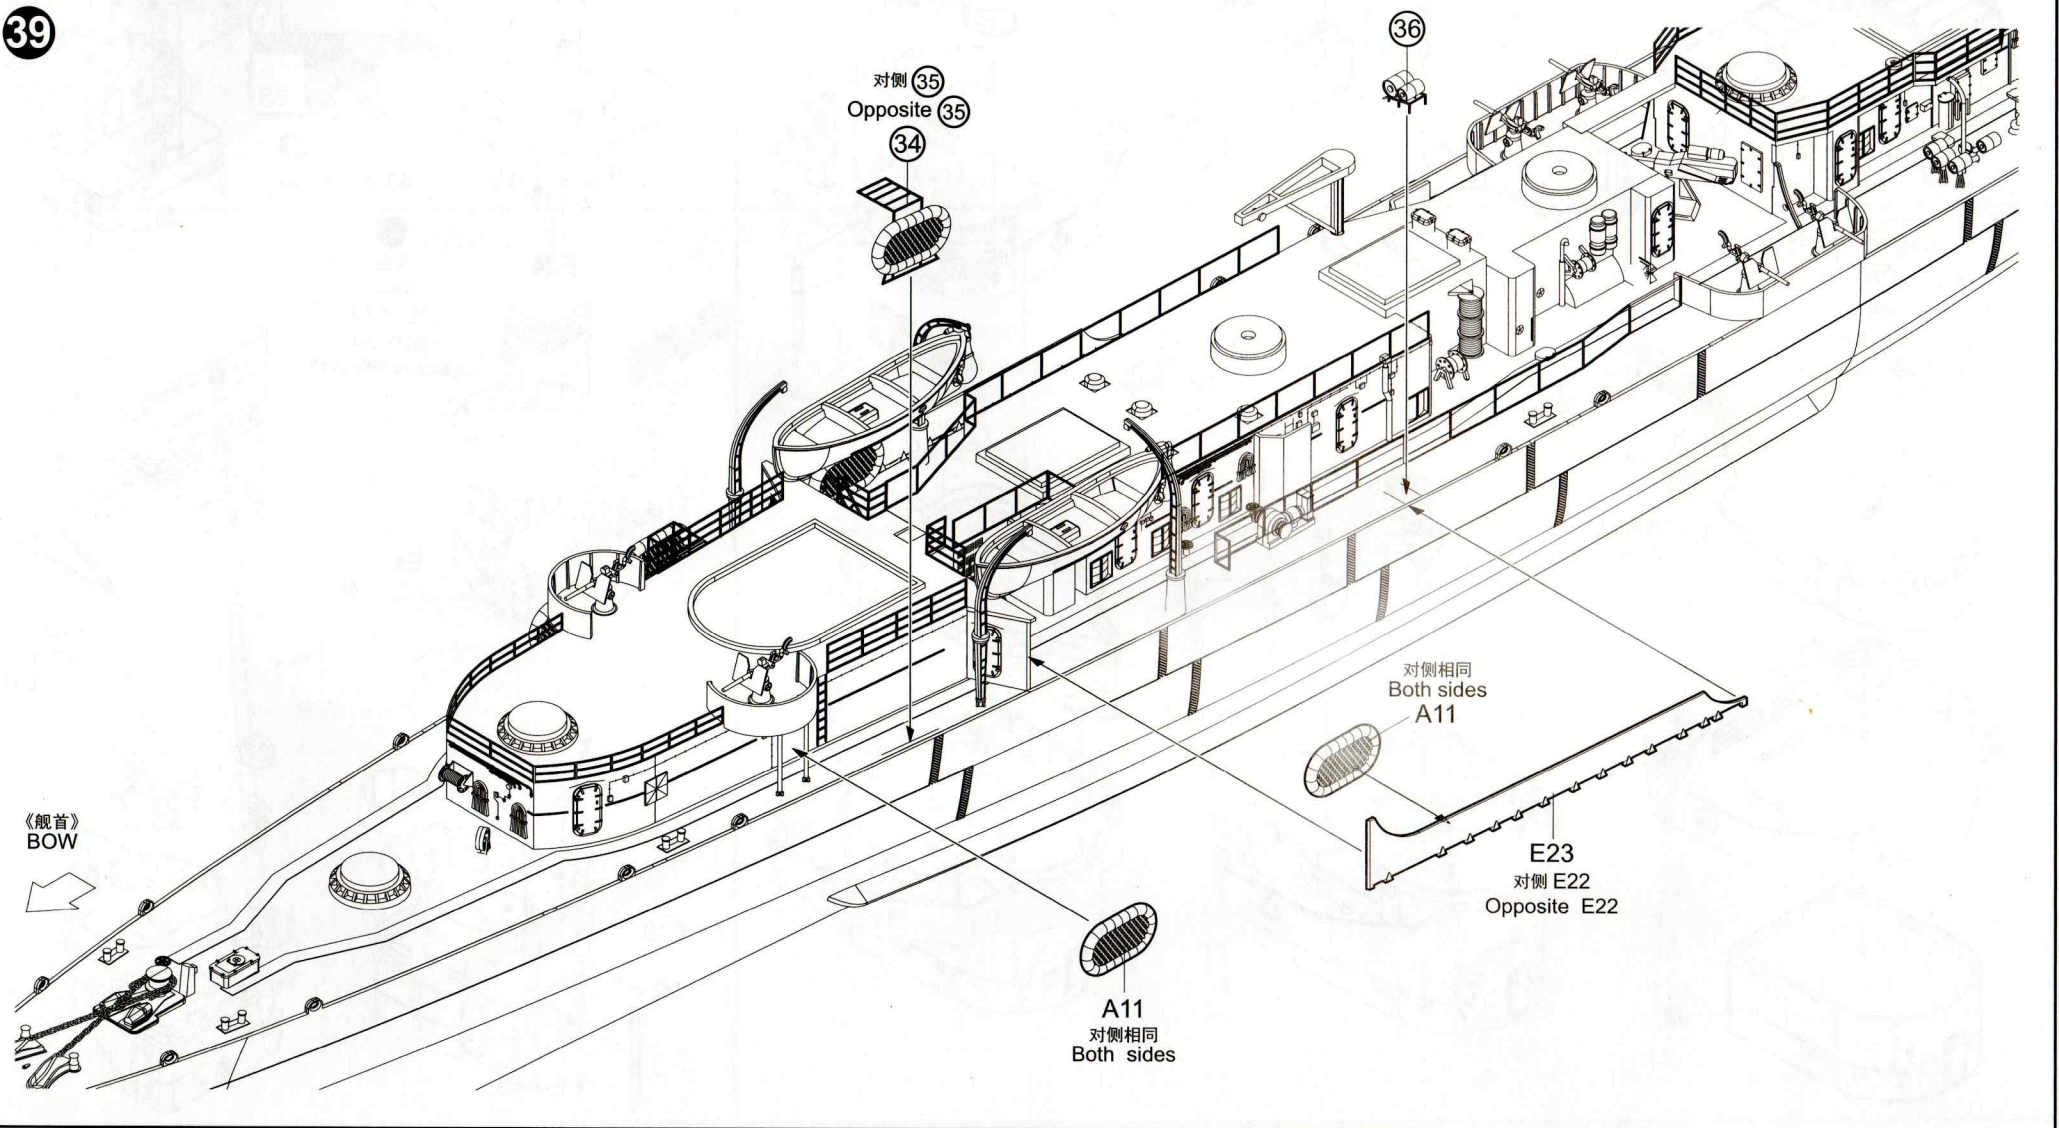 39
对侧 35
Opposite 35
34
36
对侧相同
Both sides
A11
E23
对侧 E22
Opposite E22
《舰首》
BOW
A11
对侧相同
Both sides